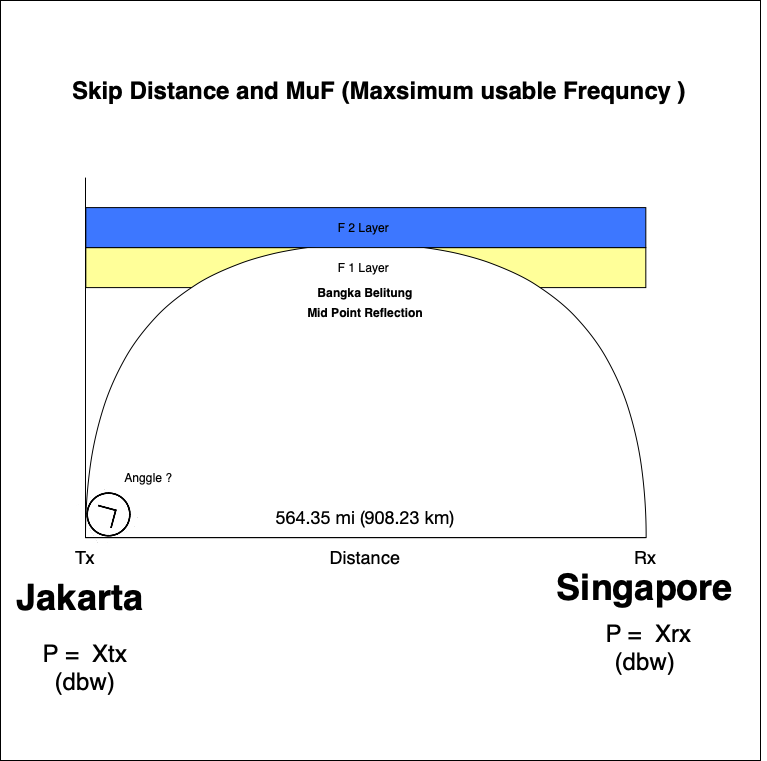 Skip Distance and MuF (Maxsimum usable Frequncy )
F 2 Layer
F 1 Layer
Bangka Belitung
Mid Point Reflection
Anggle ?
564.35 mi (908.23 km)
Tx
Distance
Rx
Jakarta
Singapore
P =  Xtx
(dbw)
P =  Xrx
(dbw)